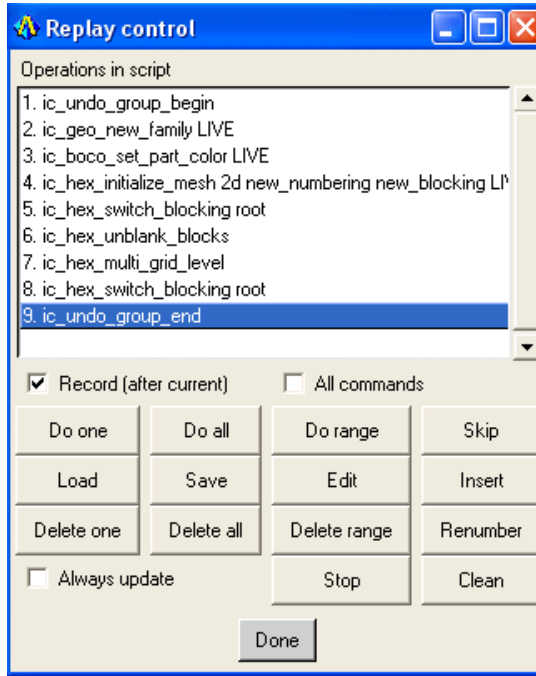 Replay control
Operations in script
1. ic_undo_group_begin
2. ic_geo_new_family LIVE
3. ic_boco_set_part_color LIVE
4. ic_hex_initialize_mesh 2d new_numbering new_blocking LI
5. ic_hex_switch_blocking root
6. ic_hex_unblank_blocks
7. ic_hex_multi_grid_level
8. ic_hex_switch_blocking root
9. ic_undo_group_end
Record (after current) All commands
Do one Do all Do range Skip
Load Save Edit Insert
Delete one Delete all Delete range Renumber
Always update Stop Clean
Done